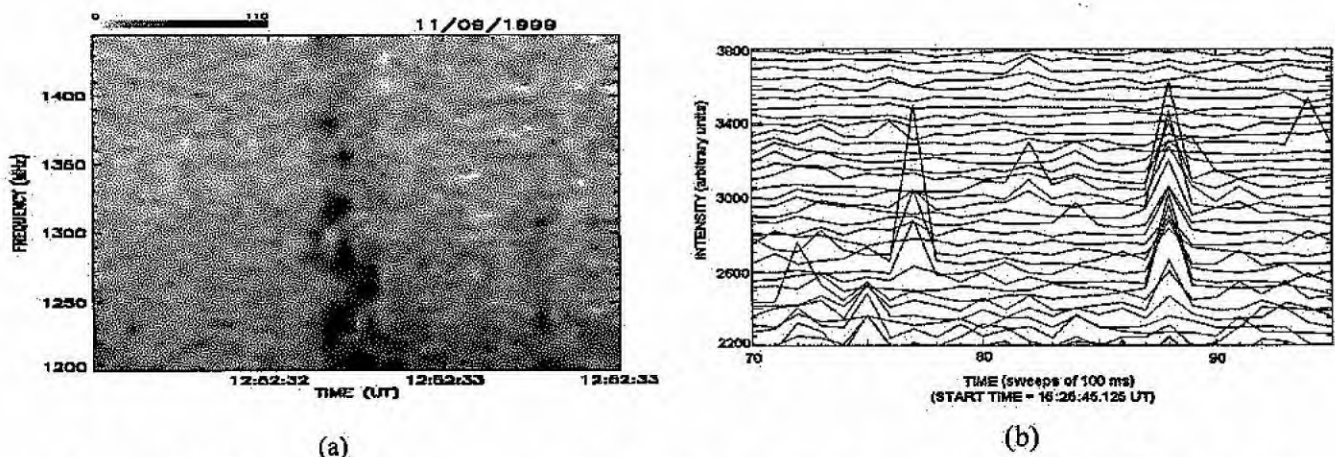 0 110 11/09/1999
FREQUENCY (kHz)
1400
1350
1300
1250
1200
12:52:32 12:52:33 12:52:33
TIME (UT)
(a)
INTENSITY (arbitrary units)
3800
3400
3000
2600
2200
70 80 90
TIME (sweeps of 100 ms)
(START TIME = 16:26:45.125 UT)
(b)